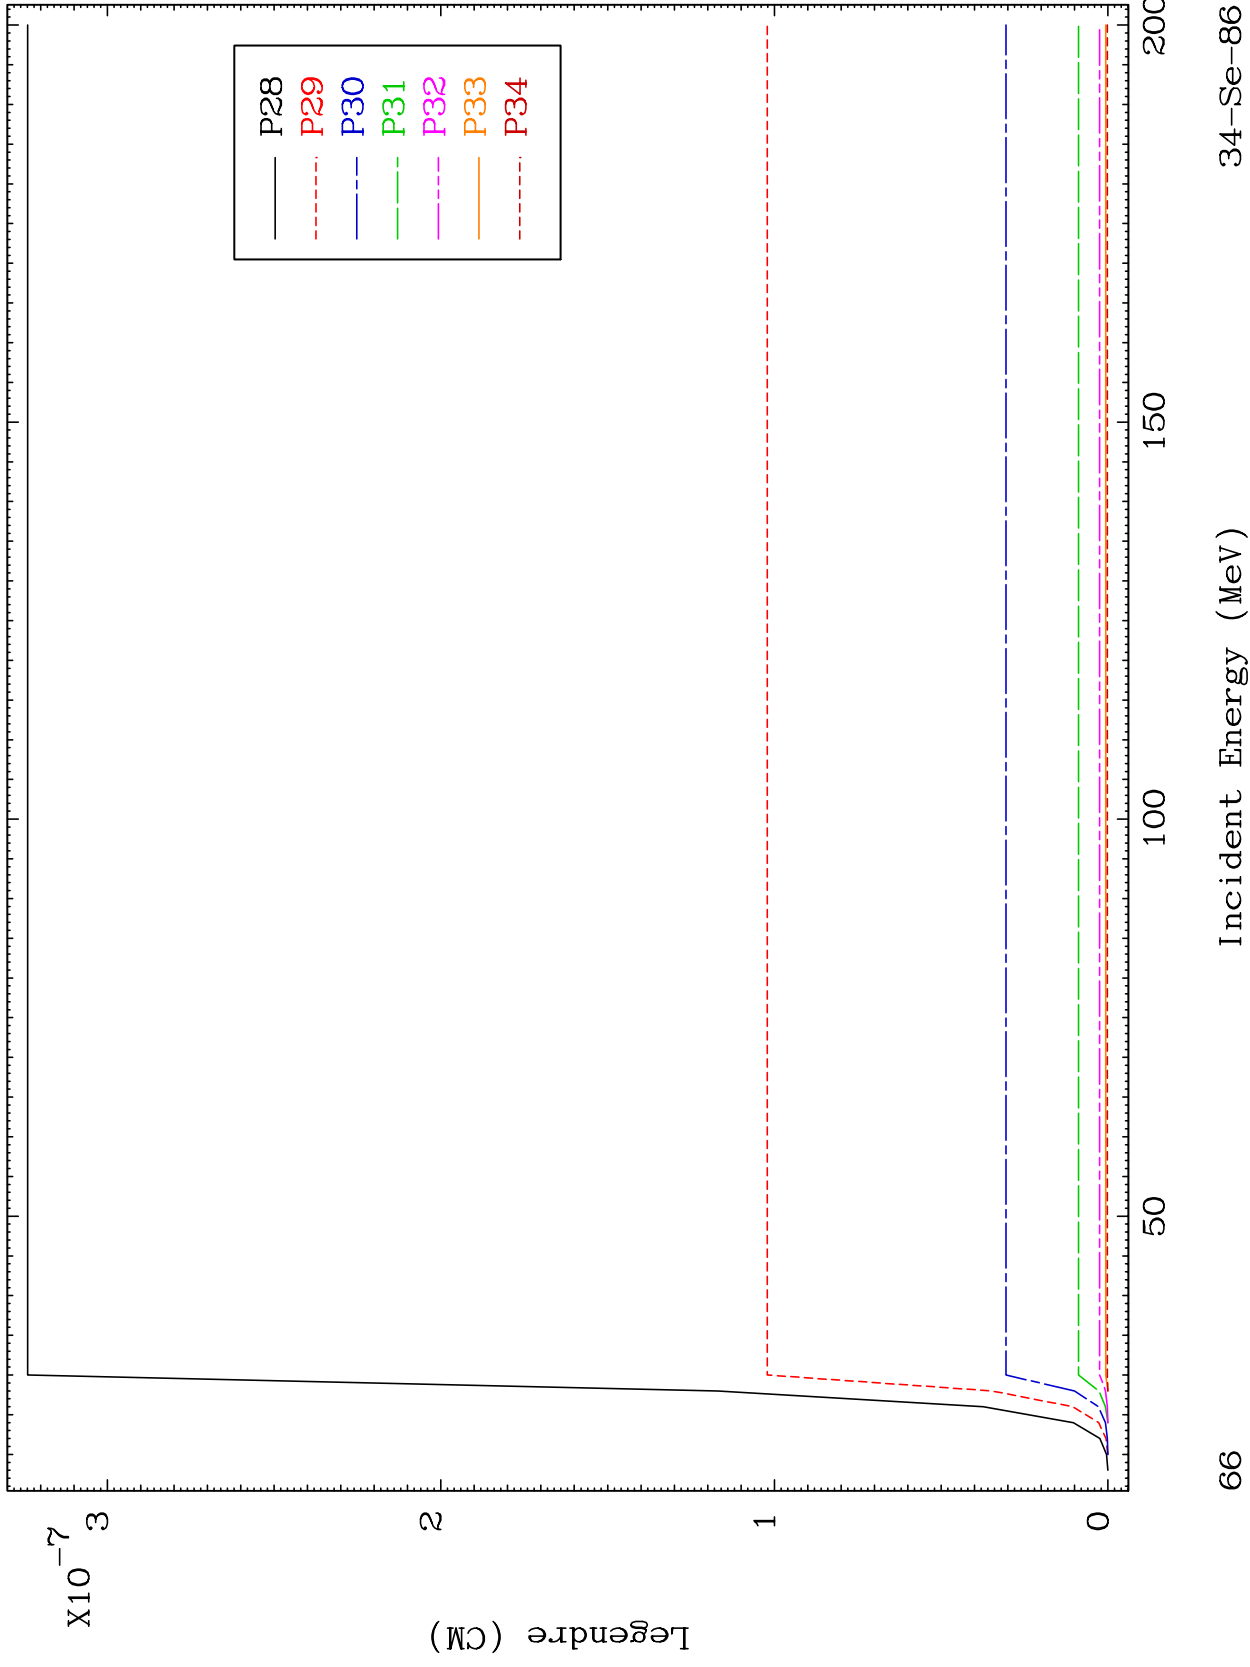 X10-7
3
2
1
0
Legendre (CM)
P28
P29
P30
P31
P32
P33
P34
50
100
150
200
Incident Energy (MeV)
66
34-Se-86